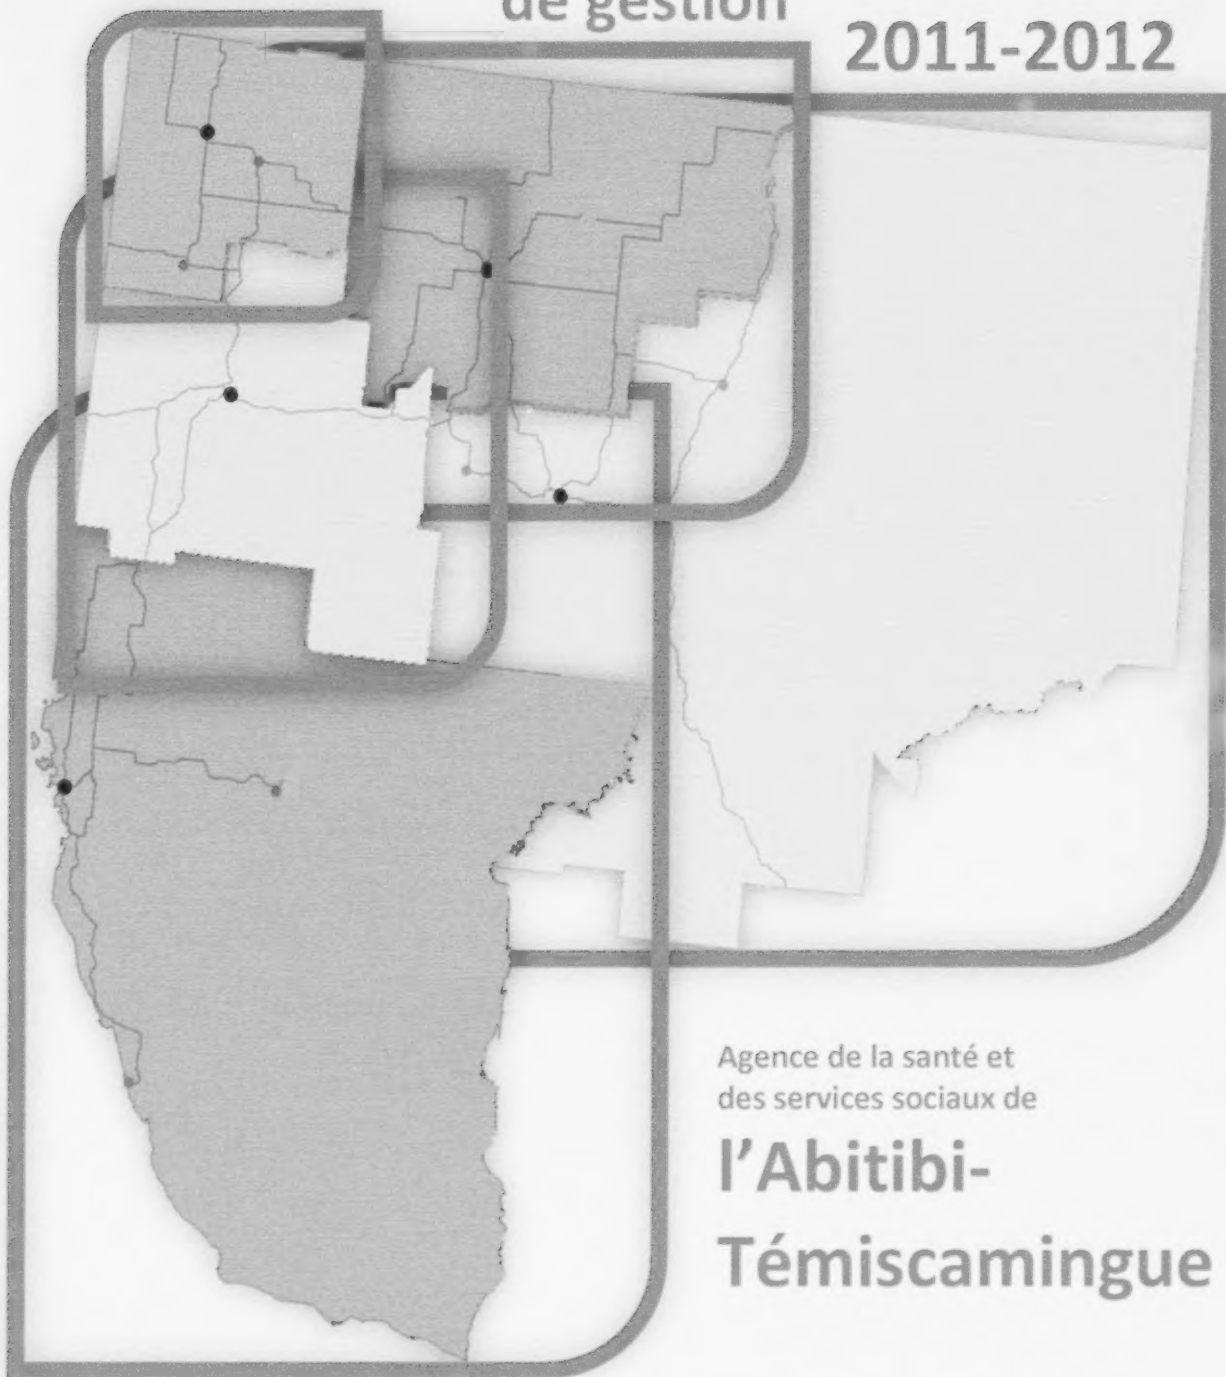 de gestion
2011-2012
Agence de la santé et
des services sociaux de
l'Abitibi-
Témiscamingue